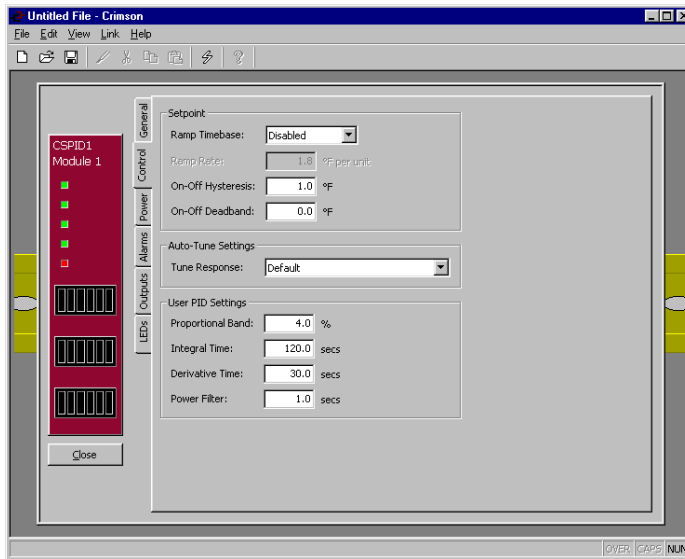 Untitled File - Crimson
File Edit View Link Help
CSPID1
Module 1
Close
General
Control
Power
Alarms
Outputs
LEDs
Setpoint
Ramp Timebase: Disabled
Ramp Rate: 1.8 °F per unit
On-Off Hysteresis: 1.0 °F
On-Off Deadband: 0.0 °F
Auto-Tune Settings
Tune Response: Default
User PID Settings
Proportional Band: 4.0 %
Integral Time: 120.0 secs
Derivative Time: 30.0 secs
Power Filter: 1.0 secs
OVER CAPS NUM